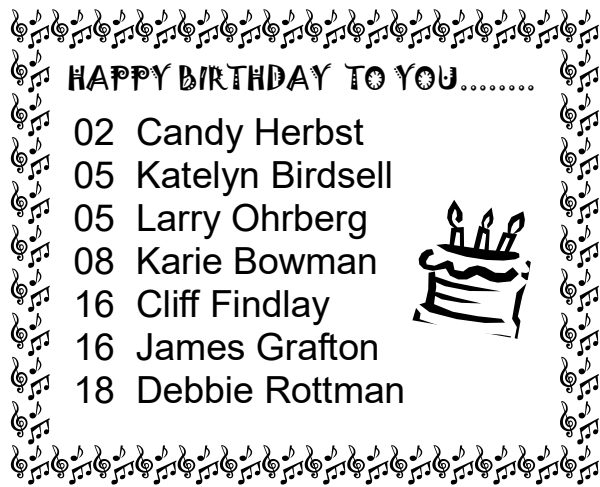 HAPPY BIRTHDAY TO YOU........
02 Candy Herbst
05 Katelyn Birdsell
05 Larry Ohrberg
08 Karie Bowman
16 Cliff Findlay
16 James Grafton
18 Debbie Rottman